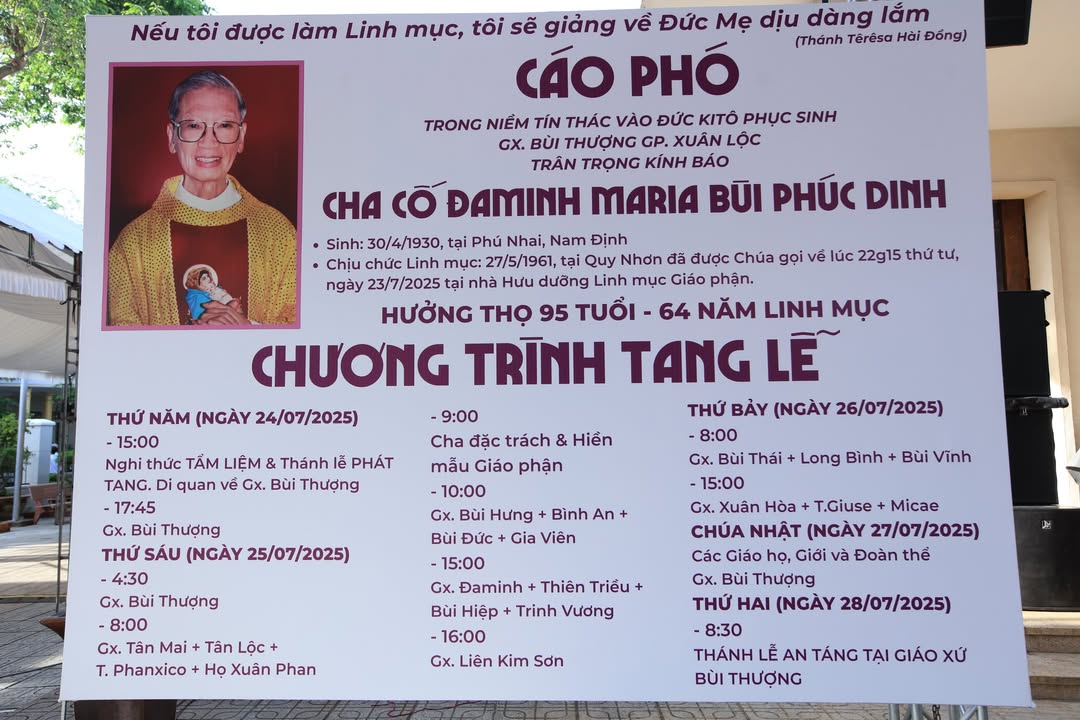 Nếu tôi được làm Linh mục, tôi sẽ giảng về Đức Mẹ dịu dàng lắm
(Thánh Têrêsa Hài Đồng)
CÁO PHÓ
TRONG NIỀM TÍN THÁC VÀO ĐỨC KITÔ PHỤC SINH
GX. BÙI THƯỢNG GP. XUÂN LỘC
TRÂN TRỌNG KÍNH BÁO
CHA CỐ ĐAMINH MARIA BÙI PHÚC DINH
• Sinh: 30/4/1930, tại Phú Nhai, Nam Định
• Chịu chức Linh mục: 27/5/1961, tại Quy Nhơn đã được Chúa gọi về lúc 22g15 thứ tư,
ngày 23/7/2025 tại nhà Hưu dưỡng Linh mục Giáo phận.
HƯỞNG THỌ 95 TUỔI - 64 NĂM LINH MỤC
CHƯƠNG TRÌNH TANG LỄ
THỨ NĂM (NGÀY 24/07/2025)
- 15:00
Nghi thức TẨM LIỆM & Thánh lễ PHÁT
TANG. Di quan về Gx. Bùi Thượng
- 17:45
Gx. Bùi Thượng
THỨ SÁU (NGÀY 25/07/2025)
- 4:30
Gx. Bùi Thượng
- 8:00
Gx. Tân Mai + Tân Lộc +
T. Phanxico + Họ Xuân Phan
- 9:00
Cha đặc trách & Hiền
mẫu Giáo phận
- 10:00
Gx. Bùi Hưng + Bình An +
Bùi Đức + Gia Viên
- 15:00
Gx. Đaminh + Thiên Triều +
Bùi Hiệp + Trinh Vương
- 16:00
Gx. Liên Kim Sơn
THỨ BẢY (NGÀY 26/07/2025)
- 8:00
Gx. Bùi Thái + Long Bình + Bùi Vĩnh
- 15:00
Gx. Xuân Hòa + T.Giuse + Micae
CHÚA NHẬT (NGÀY 27/07/2025)
Các Giáo họ, Giới và Đoàn thể
Gx. Bùi Thượng
THỨ HAI (NGÀY 28/07/2025)
- 8:30
THÁNH LỄ AN TÁNG TẠI GIÁO XỨ
BÙI THƯỢNG